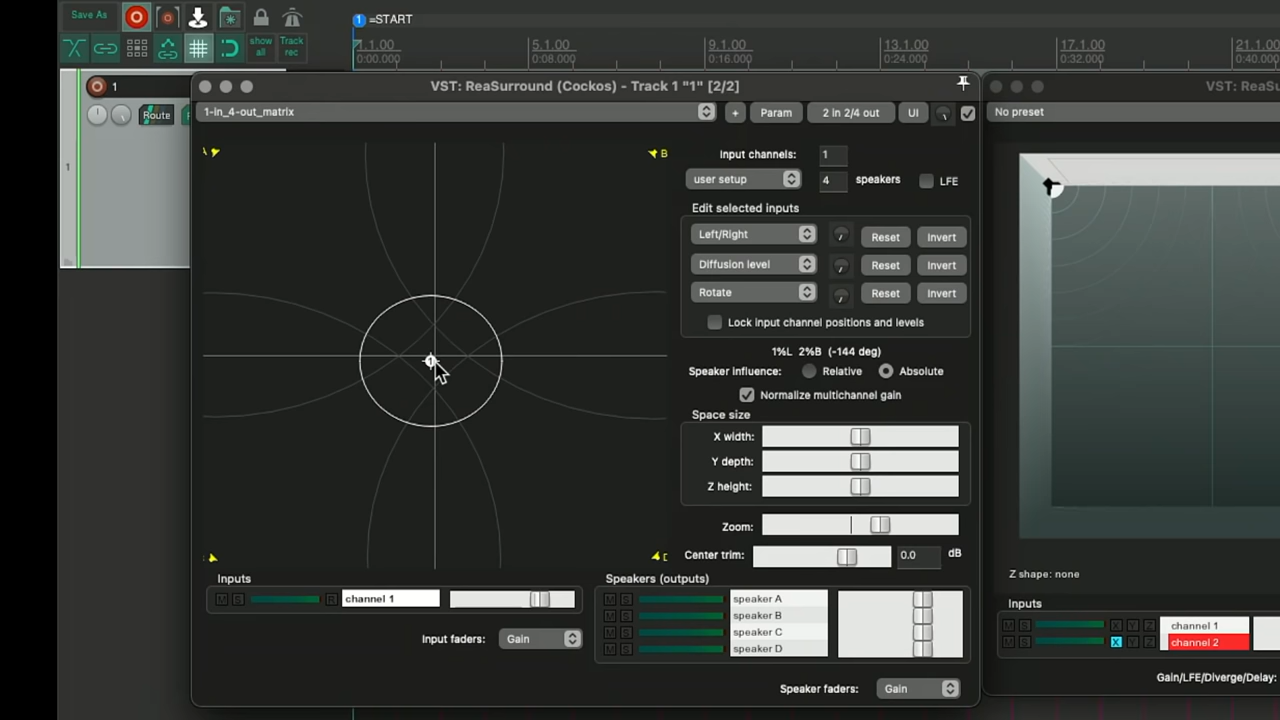 Save As
1 =START
show all
Track rec
1.1.00
0:00.000
5.1.00
0:08.000
9.1.00
0:16.000
13.1.00
0:24.000
17.1.00
0:32.000
21.1.00
0:40.000
1
Route
1
VST: ReaSurround (Cockos) - Track 1 "1" [2/2]
1-in_4-out_matrix
+
Param
2 in 2/4 out
UI
A
B
1
Input channels: 1
user setup 4 speakers LFE
Edit selected inputs
Left/Right Reset Invert
Diffusion level Reset Invert
Rotate Reset Invert
Lock input channel positions and levels
1%L 2%B (-144 deg)
Speaker influence: Relative Absolute
Normalize multichannel gain
Space size
X width:
Y depth:
Z height:
Zoom:
Center trim: 0.0 dB
Inputs
M S R channel 1
Input faders: Gain
Speakers (outputs)
M S speaker A
M S speaker B
M S speaker C
M S speaker D
Speaker faders: Gain
VST: ReaSu
No preset
Z shape: none
Inputs
M S X Y Z channel 1
M S X Y Z channel 2
Gain/LFE/Diverge/Delay: